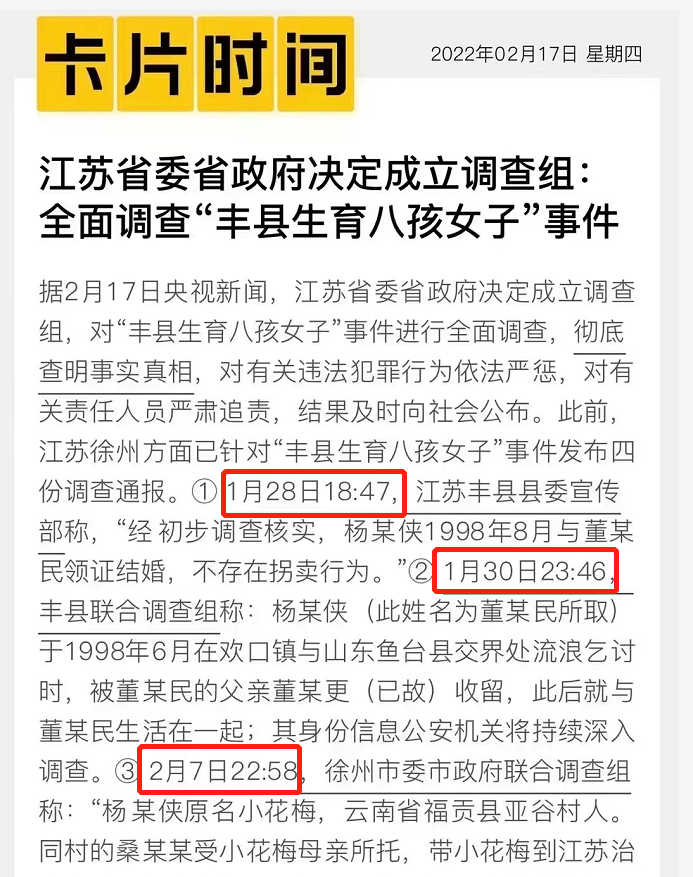 卡片时间
2022年02月17日 星期四
江苏省委省政府决定成立调查组：
全面调查“丰县生育八孩女子”事件
据2月17日央视新闻，江苏省委省政府决定成立调查
组，对“丰县生育八孩女子”事件进行全面调查，彻底
查明事实真相，对有关违法犯罪行为依法严惩，对有
关责任人员严肃追责，结果及时向社会公布。此前，
江苏徐州方面已针对“丰县生育八孩女子”事件发布四
份调查通报。①1月28日18:47，江苏丰县县委宣传
部称，“经初步调查核实，杨某侠1998年8月与董某
民领证结婚，不存在拐卖行为。”②1月30日23:46，
丰县联合调查组称：杨某侠（此姓名为董某民所取）
于1998年6月在欢口镇与山东鱼台县交界处流浪乞讨
时，被董某民的父亲董某更（已故）收留，此后就与
董某民生活在一起；其身份信息公安机关将持续深入
调查。③2月7日22:58，徐州市委市政府联合调查组
称：“杨某侠原名小花梅，云南省福贡县亚谷村人。
同村的桑某某受小花梅母亲所托，带小花梅到江苏治